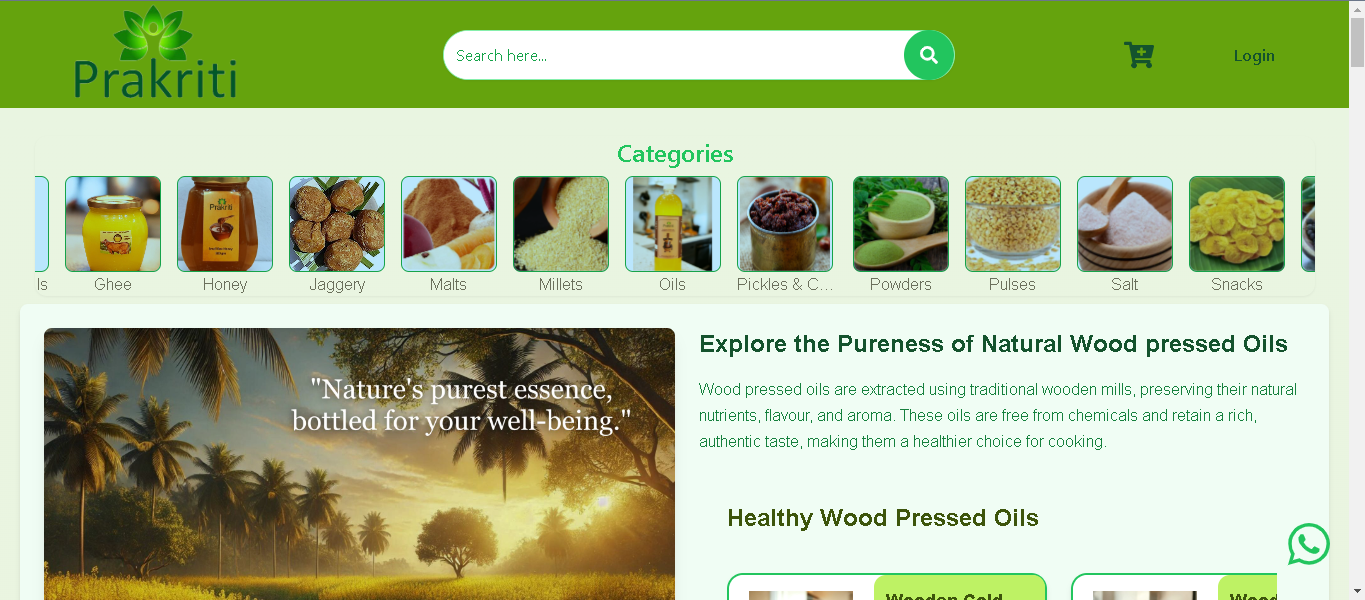 Prakriti
Search here...
Login
Categories
ls
Ghee
Honey
Jaggery
Malts
Millets
Oils
Pickles & C...
Powders
Pulses
Salt
Snacks
"Nature's purest essence,
bottled for your well-being."
Explore the Pureness of Natural Wood pressed Oils
Wood pressed oils are extracted using traditional wooden mills, preserving their natural
nutrients, flavour, and aroma. These oils are free from chemicals and retain a rich,
authentic taste, making them a healthier choice for cooking.
Healthy Wood Pressed Oils
Wooden Cold
Wood